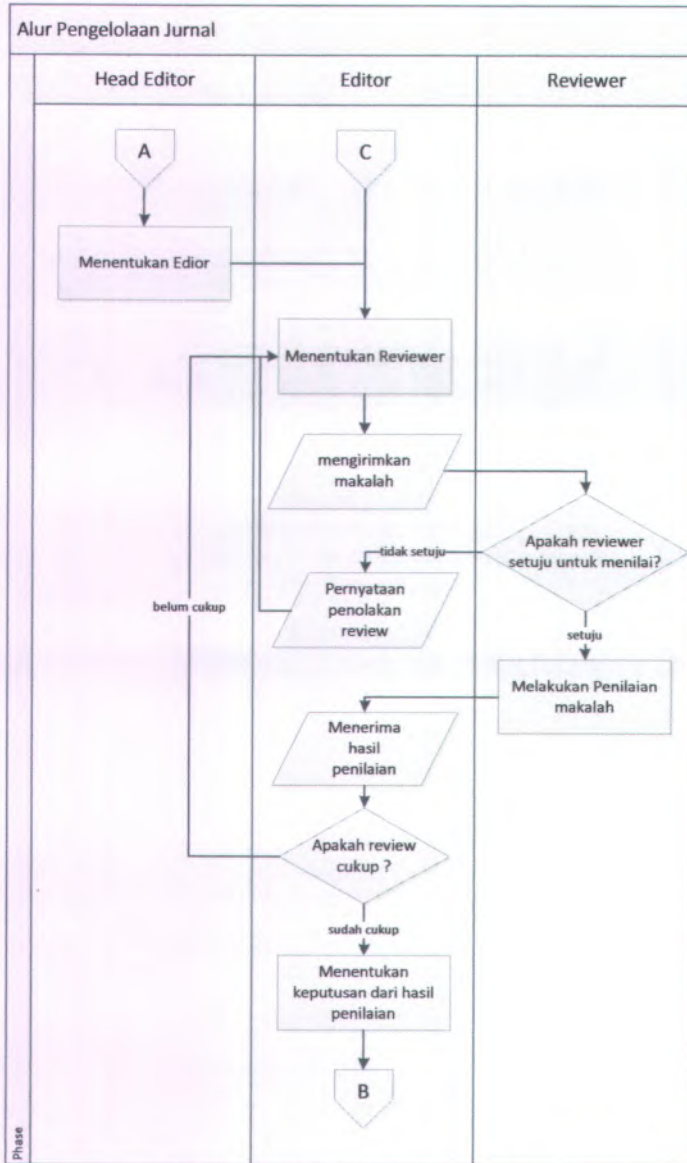 Alur Pengelolaan Jurnal
Head Editor
Editor
Reviewer
A
C
Menentukan Edior
Menentukan Reviewer
mengirimkan
makalah
Apakah reviewer
setuju untuk menilai?
tidak setuju
Pernyataan
penolakan
review
belum cukup
setuju
Melakukan Penilaian
makalah
Menerima
hasil
penilaian
Apakah review
cukup ?
sudah cukup
Menentukan
keputusan dari hasil
penilaian
B
Phase